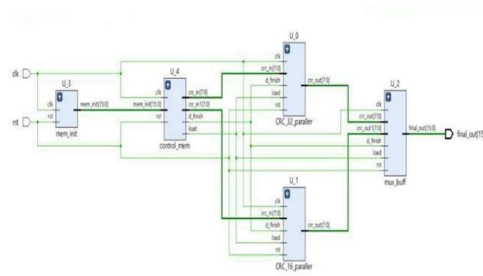 clk
rst
U_3
clk
rst
mem_init[15:0]
mem_init
U_4
clk
mem_init[15:0]
rst
crc_in[7:0]
crc_in1[7:0]
d_finish
load
control_mem
U_0
clk
crc_in[7:0]
d_finish
load
rst
crc_out[7:0]
CRC_32_paraller
U_1
clk
crc_in[7:0]
d_finish
load
rst
crc_out[7:0]
CRC_16_paraller
U_2
clk
crc_out[7:0]
crc_out1[7:0]
d_finish
load
rst
final_out[15:0]
mux_buff
final_out[15